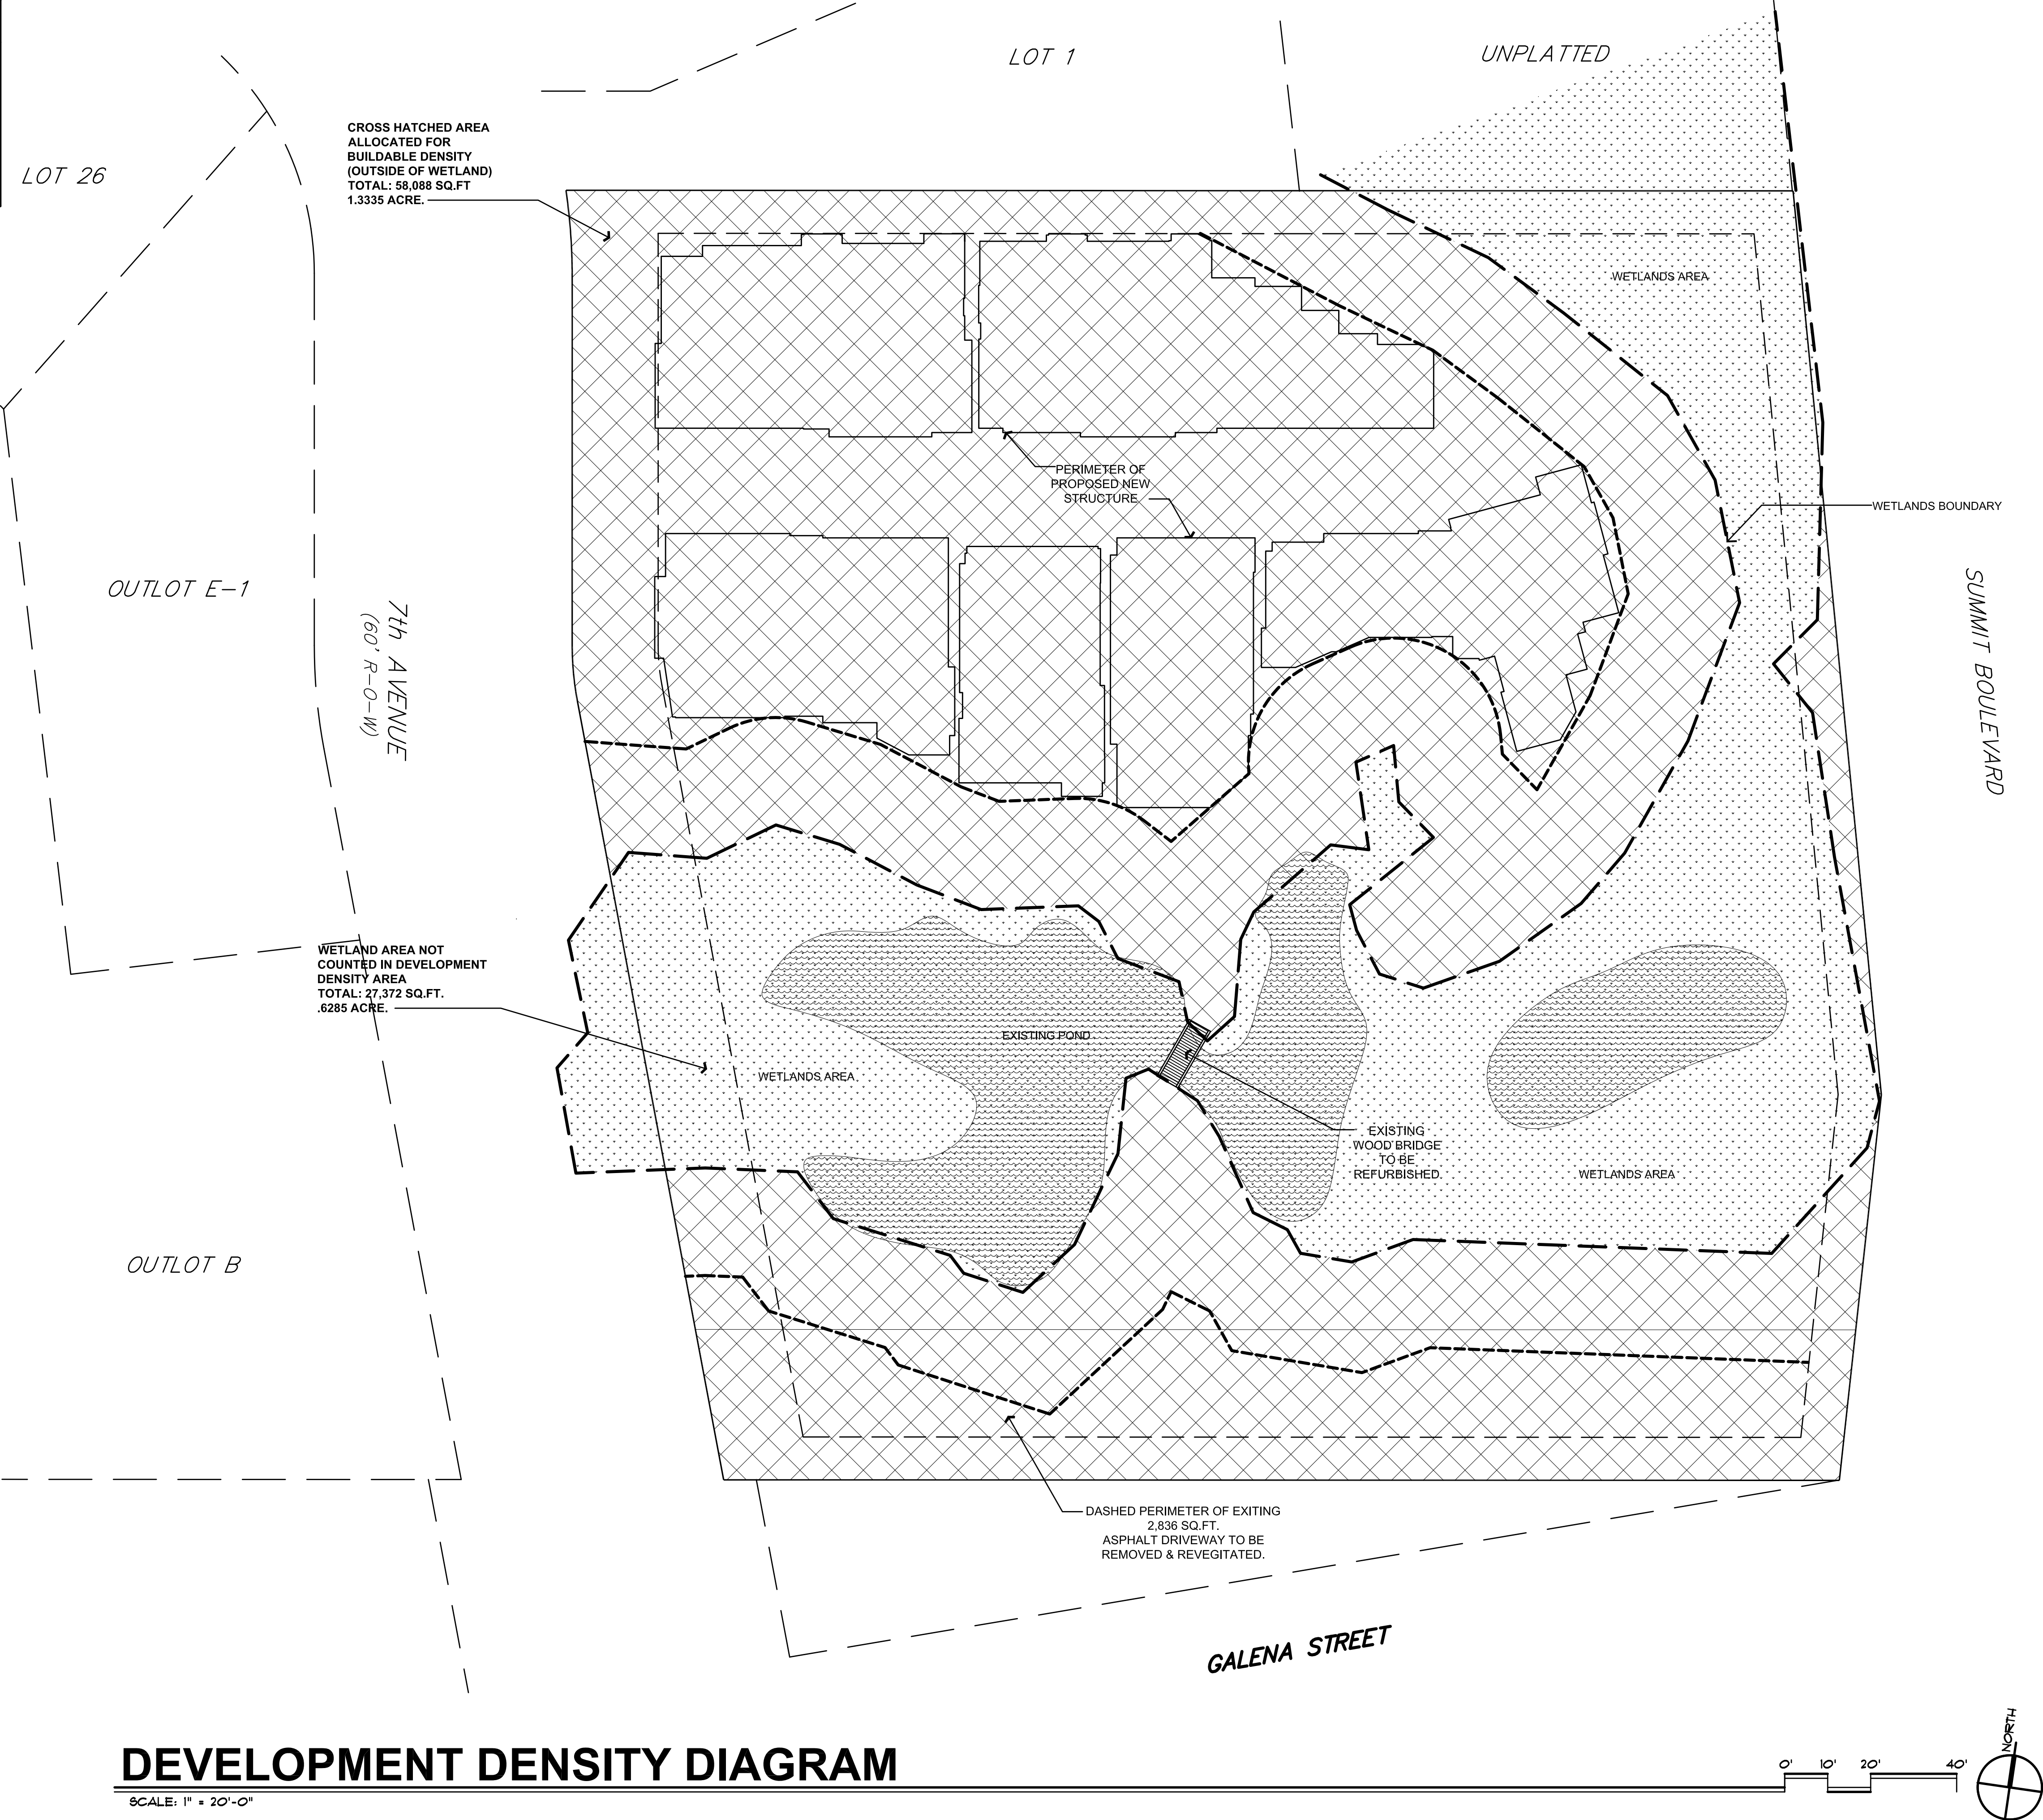 LOT 1
UNPLATTED
CROSS HATCHED AREA
ALLOCATED FOR
BUILDABLE DENSITY
(OUTSIDE OF WETLAND)
TOTAL: 58,088 SQ.FT
1.3335 ACRE.
LOT 26
WETLANDS AREA
PERIMETER OF
PROPOSED NEW
STRUCTURE
WETLANDS BOUNDARY
OUTLOT E-1
7th AVENUE
(60' R-O-W)
SUMMIT BOULEVARD
WETLAND AREA NOT
COUNTED IN DEVELOPMENT
DENSITY AREA
TOTAL: 27,372 SQ.FT.
.6285 ACRE.
EXISTING POND
WETLANDS AREA
EXISTING
WOOD BRIDGE
TO BE
REFURBISHED.
WETLANDS AREA
OUTLOT B
DASHED PERIMETER OF EXITING
2,836 SQ.FT.
ASPHALT DRIVEWAY TO BE
REMOVED & REVEGITATED.
GALENA STREET
DEVELOPMENT DENSITY DIAGRAM
SCALE: 1" = 20'-0"
0' 10' 20' 40'
NORTH